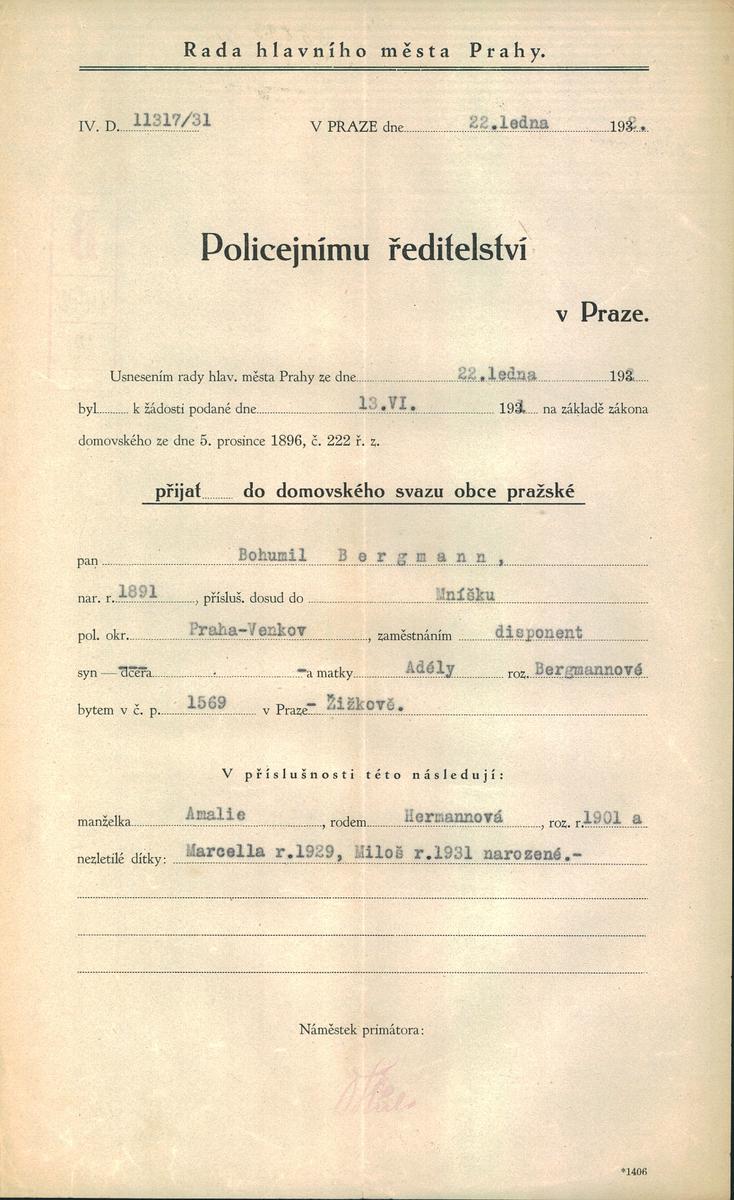 Rada hlavního města Prahy.
IV. D. 11317/31 V PRAZE dne 22.ledna 1932.
Policejnímu ředitelství
v Praze.
Usnesením rady hlav. města Prahy ze dne 22.ledna 1932
byl k žádosti podané dne 13.VI. 1931 na základě zákona
domovského ze dne 5. prosince 1896, č. 222 ř. z.
přijat do domovského svazu obce pražské
pan Bohumil Bergmann,
nar. r. 1891, přísluš. dosud do Mníšku
pol. okr. Praha-Venkov, zaměstnáním disponent
syn — dcera - a matky Adély roz. Bergmannové
bytem v č. p. 1569 v Praze - Žižkově.
V příslušnosti této následují:
manželka Amalie, rodem Hermannová, roz. r. 1901 a
nezletilé dítky: Marcella r.1929, Miloš r.1931 narozené.-
Náměstek primátora:
*1406